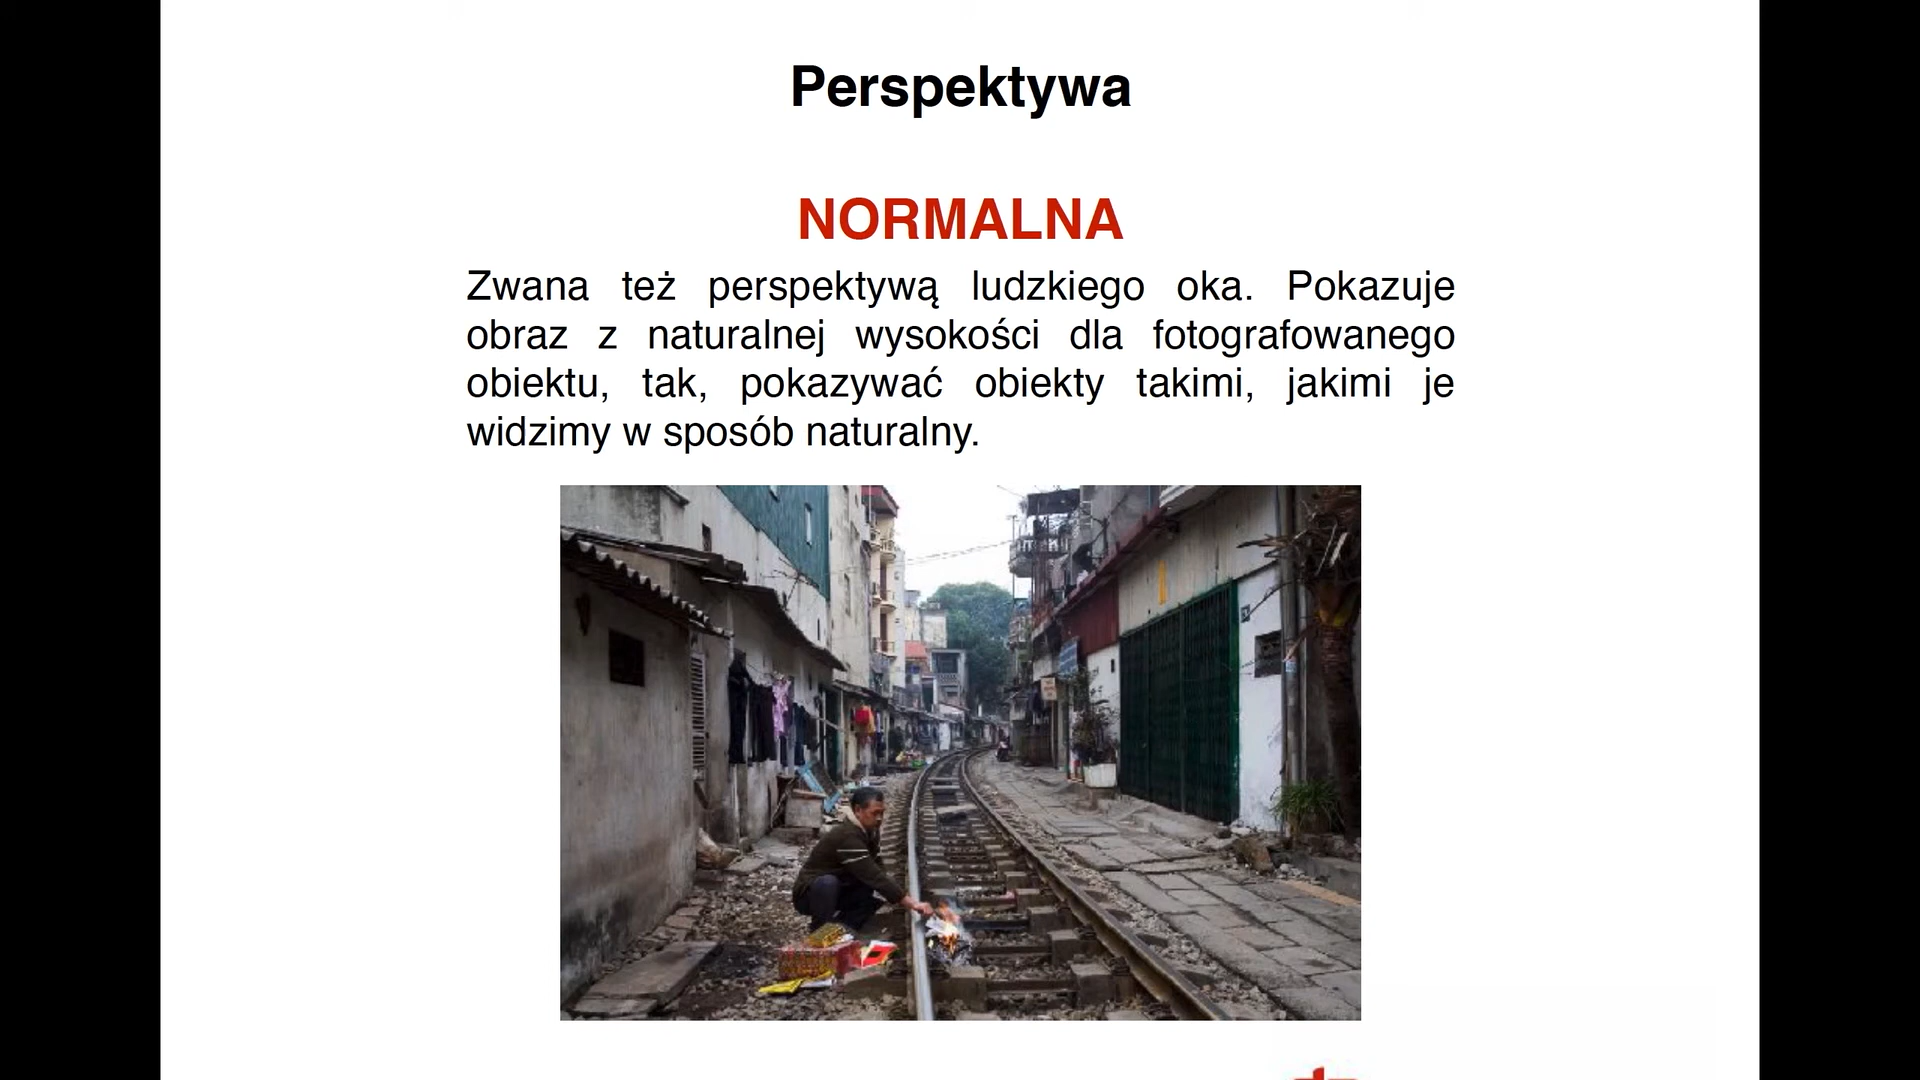 Perspektywa
NORMALNA
Zwana też perspektywą ludzkiego oka. Pokazuje
obraz z naturalnej wysokości dla fotografowanego
obiektu, tak, pokazywać obiekty takimi, jakimi je
widzimy w sposób naturalny.